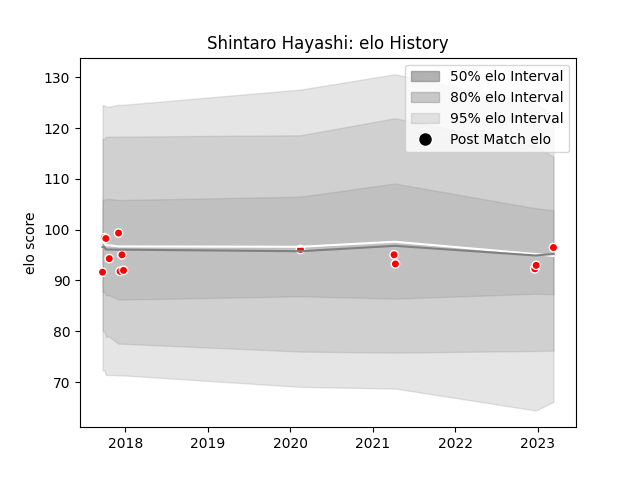 Shintaro Hayashi: elo History
50% elo Interval
80% elo Interval
95% elo Interval
Post Match elo
elo score
130
120
110
100
90
80
70
2018
2019
2020
2021
2022
2023